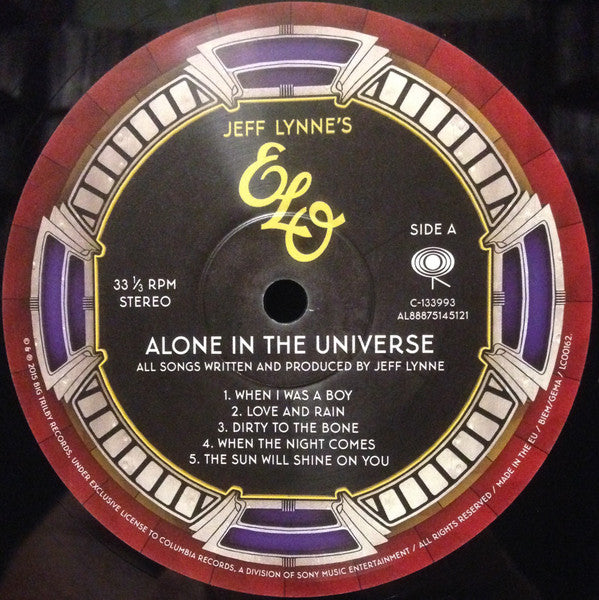 JEFF LYNNE'S
ELO
SIDE A
33 ⅓ RPM
STEREO
C-133993
AL88875145121
ALONE IN THE UNIVERSE
ALL SONGS WRITTEN AND PRODUCED BY JEFF LYNNE
1. WHEN I WAS A BOY
2. LOVE AND RAIN
3. DIRTY TO THE BONE
4. WHEN THE NIGHT COMES
5. THE SUN WILL SHINE ON YOU
© & ℗ 2015 BIG TRILBY RECORDS, UNDER EXCLUSIVE LICENSE TO COLUMBIA RECORDS, A DIVISION OF SONY MUSIC ENTERTAINMENT / ALL RIGHTS RESERVED / MADE IN THE EU / BIEM/GEMA / LC00162.